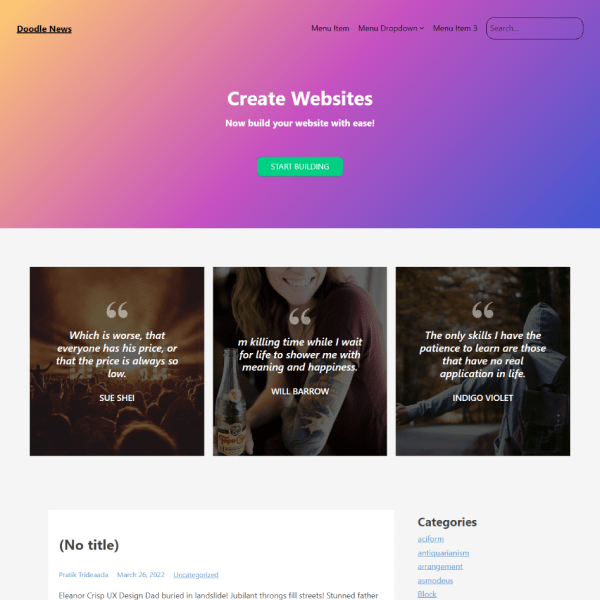 Doodle News
Menu Item Menu Dropdown Menu Item 3 Search...
Create Websites
Now build your website with ease!
START BUILDING
Which is worse, that
everyone has his price, or
that the price is always so
low.
SUE SHEI
m killing time while I wait
for life to shower me with
meaning and happiness.
WILL BARROW
The only skills I have the
patience to learn are those
that have no real
application in life.
INDIGO VIOLET
(No title)
Pratik Trideaada March 26, 2022 Uncategorized
Eleanor Crisp UX Design Dad buried in landslide! Jubilant throngs fill streets! Stunned father
Categories
aciform
antiquarianism
arrangement
asmodeus
Block